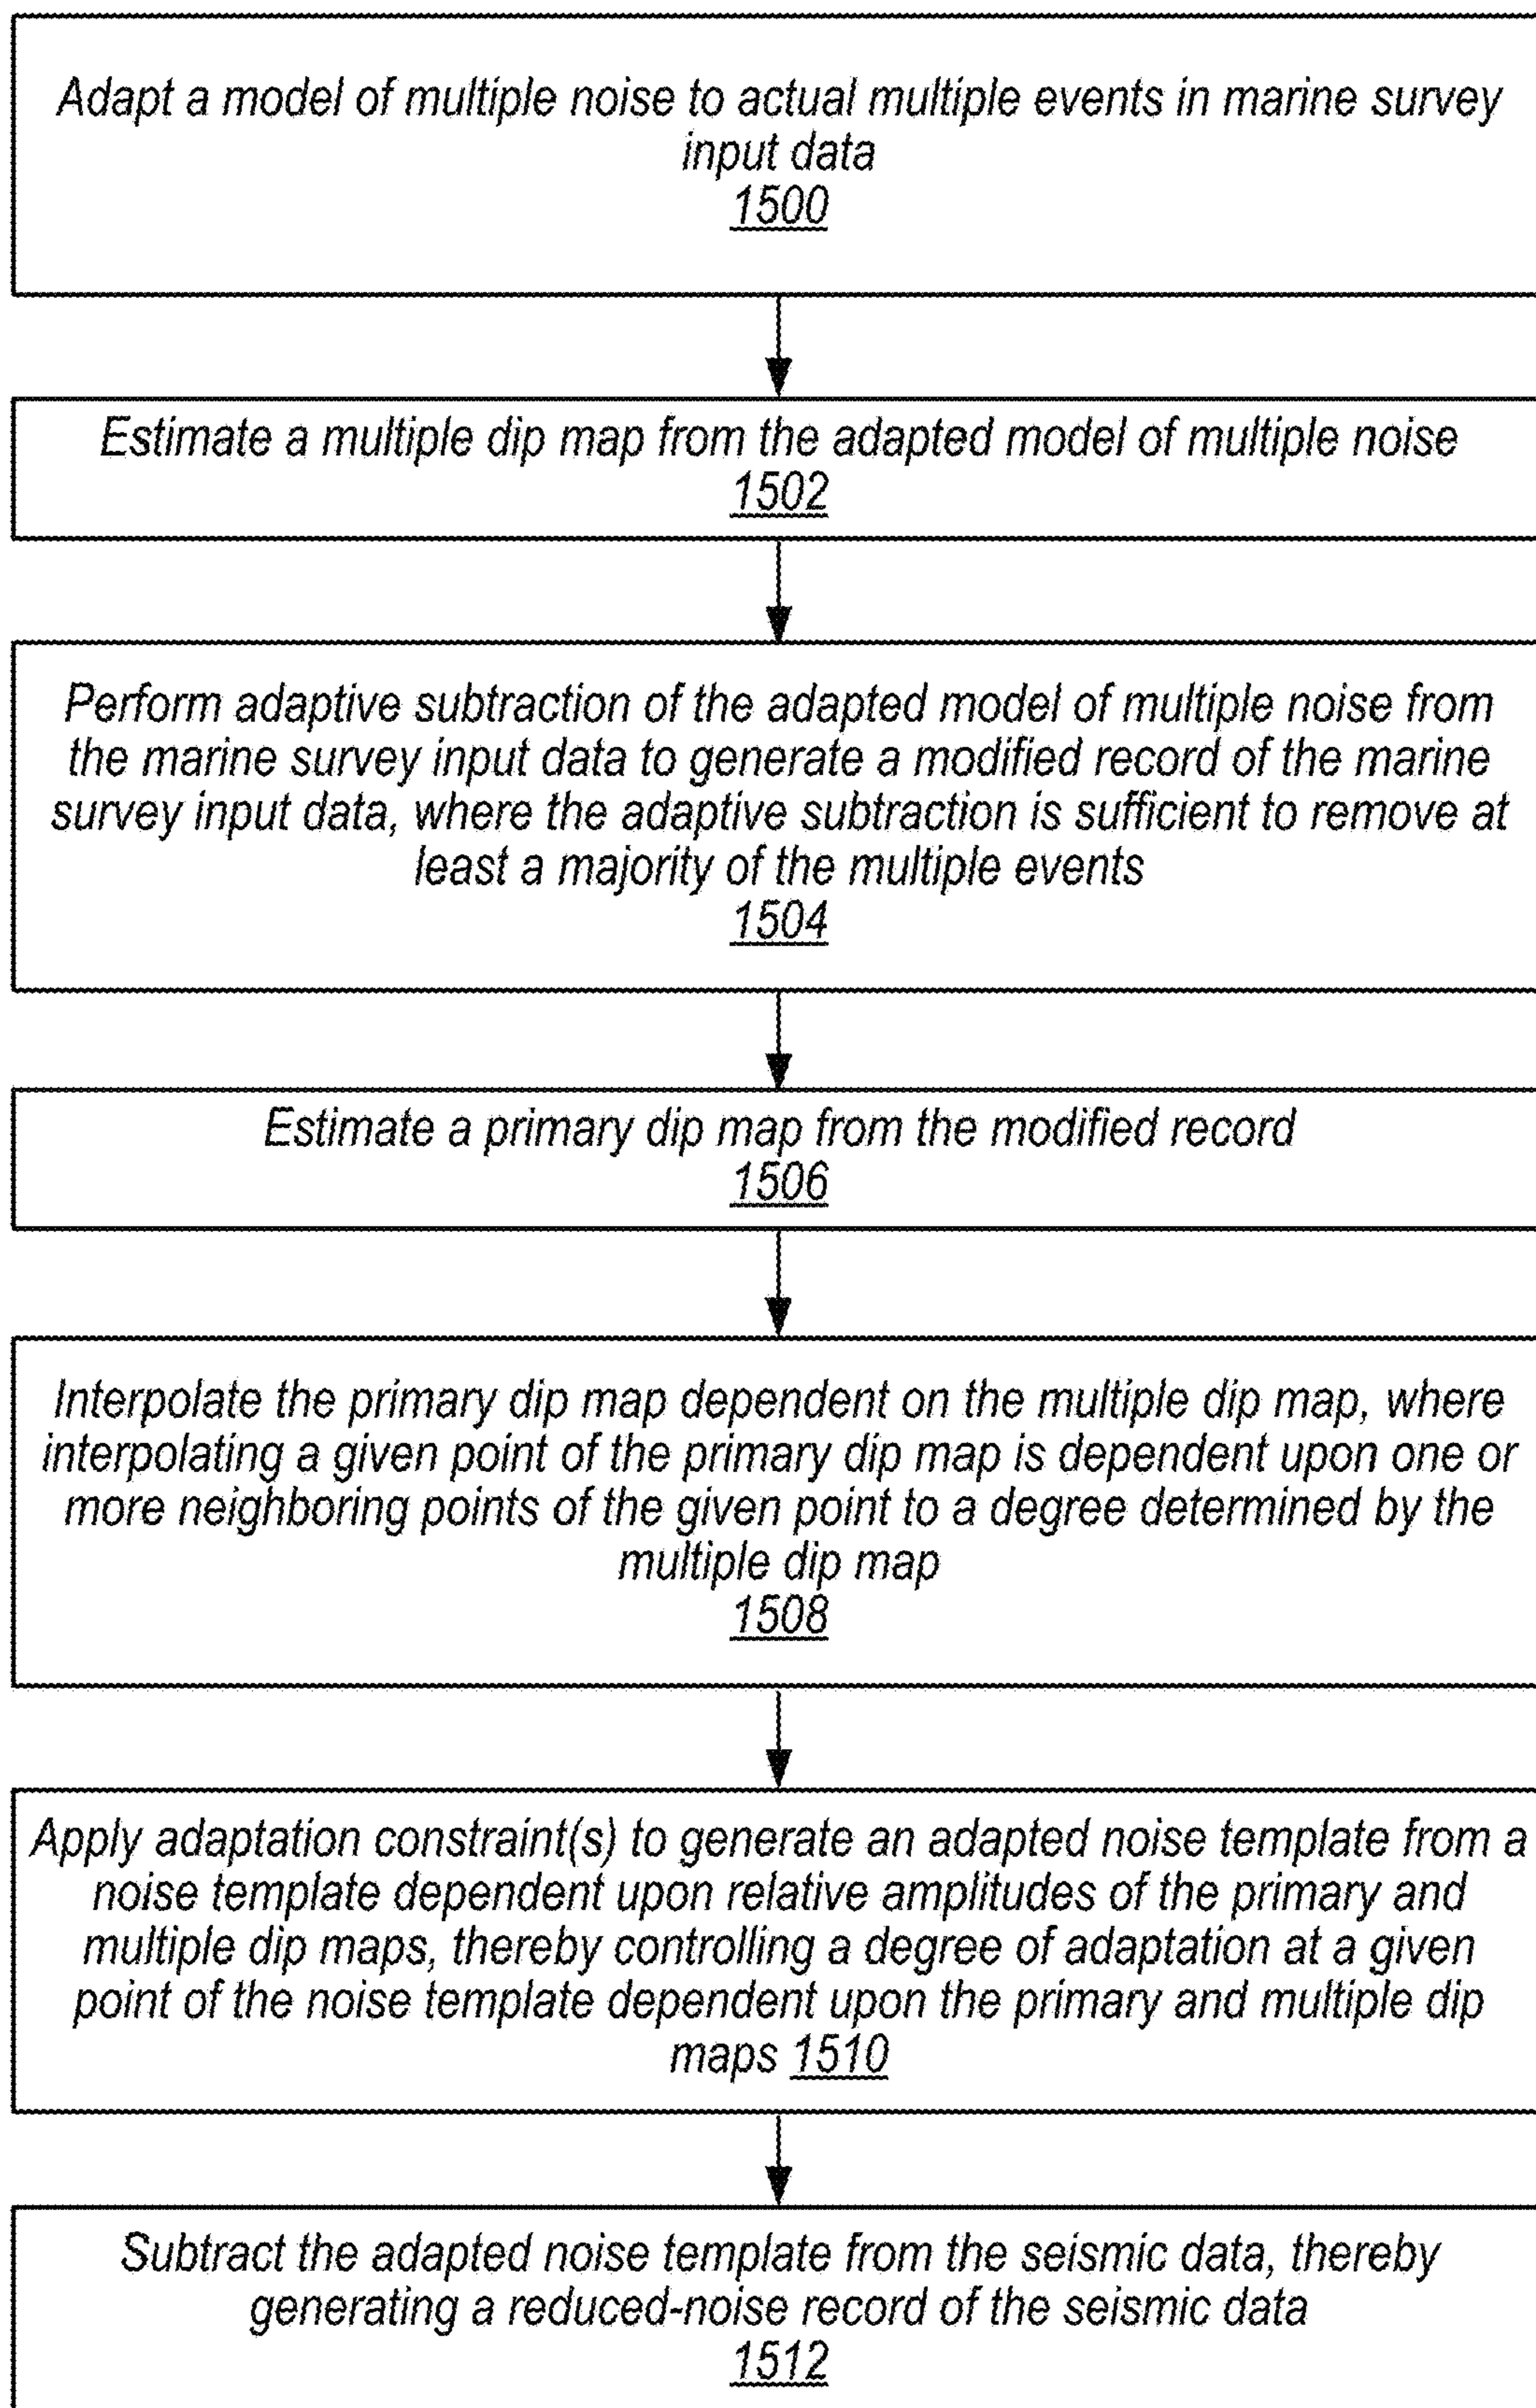 Adapt a model of multiple noise to actual multiple events in marine survey
input data
1500
Estimate a multiple dip map from the adapted model of multiple noise
1502
Perform adaptive subtraction of the adapted model of multiple noise from
the marine survey input data to generate a modified record of the marine
survey input data, where the adaptive subtraction is sufficient to remove at
least a majority of the multiple events
1504
Estimate a primary dip map from the modified record
1506
Interpolate the primary dip map dependent on the multiple dip map, where
interpolating a given point of the primary dip map is dependent upon one or
more neighboring points of the given point to a degree determined by the
multiple dip map
1508
Apply adaptation constraint(s) to generate an adapted noise template from a
noise template dependent upon relative amplitudes of the primary and
multiple dip maps, thereby controlling a degree of adaptation at a given
point of the noise template dependent upon the primary and multiple dip
maps 1510
Subtract the adapted noise template from the seismic data, thereby
generating a reduced-noise record of the seismic data
1512